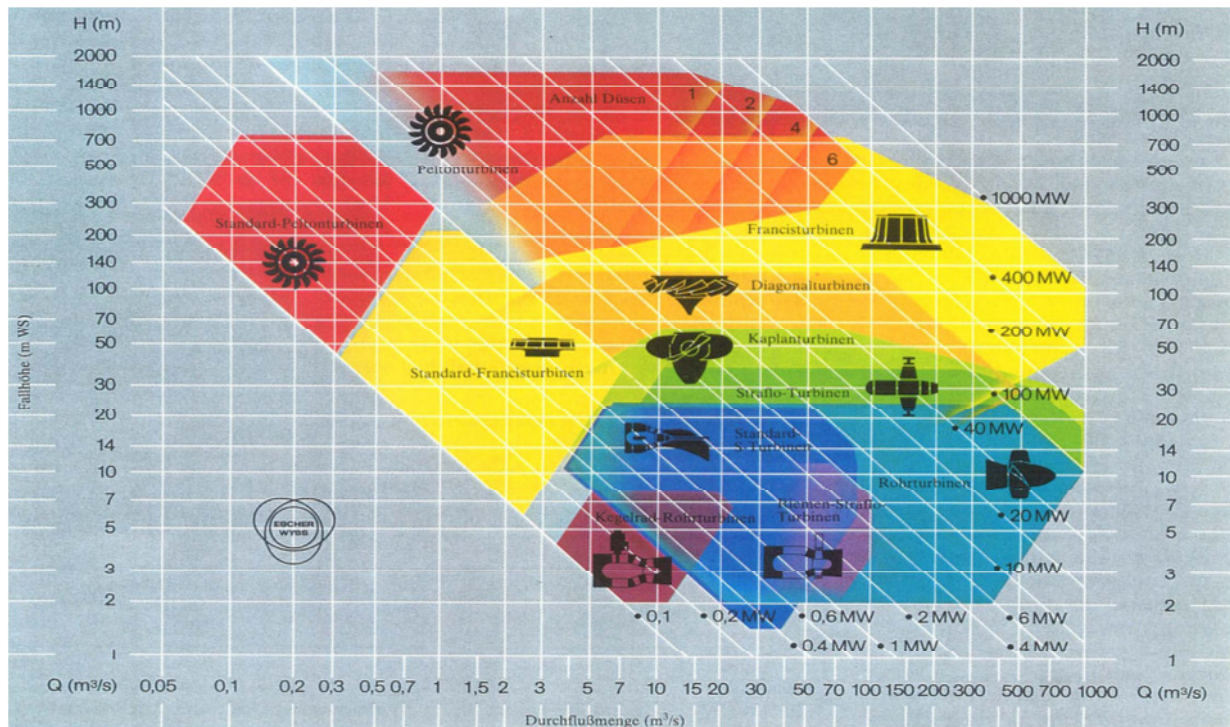 H (m)
H (m)
2000
2000
1400
1400
Anzahl Düsen
1
2
4
6
1000
1000
700
700
Peltonturbinen
500
500
1000 MW
300
300
Standard-Peltonturbinen
Francisturbinen
200
200
140
140
400 MW
Diagonalturbinen
100
100
70
70
200 MW
Kaplanturbinen
50
50
Standard-Francisturbinen
Fallhöhe (m WS)
Straflo-Turbinen
30
30
100 MW
20
20
40 MW
Standard-
S-Turbinen
14
14
10
10
Rohrturbinen
7
7
Kegelrad-Rohrturbinen
Riemen-Straflo-
Turbinen
20 MW
ESCHER
WYSS
5
5
3
3
10 MW
2
2
0,1
0,2 MW
0,6 MW
2 MW
6 MW
0.4 MW
1 MW
4 MW
1
1
Q (m³/s) 0,05 0,1 0,2 0,3 0,5 0,7 1 1,5 2 3 5 7 10 15 20 30 50 70 100 150 200 300 500 700 1000 Q (m³/s)
Durchflußmenge (m³/s)